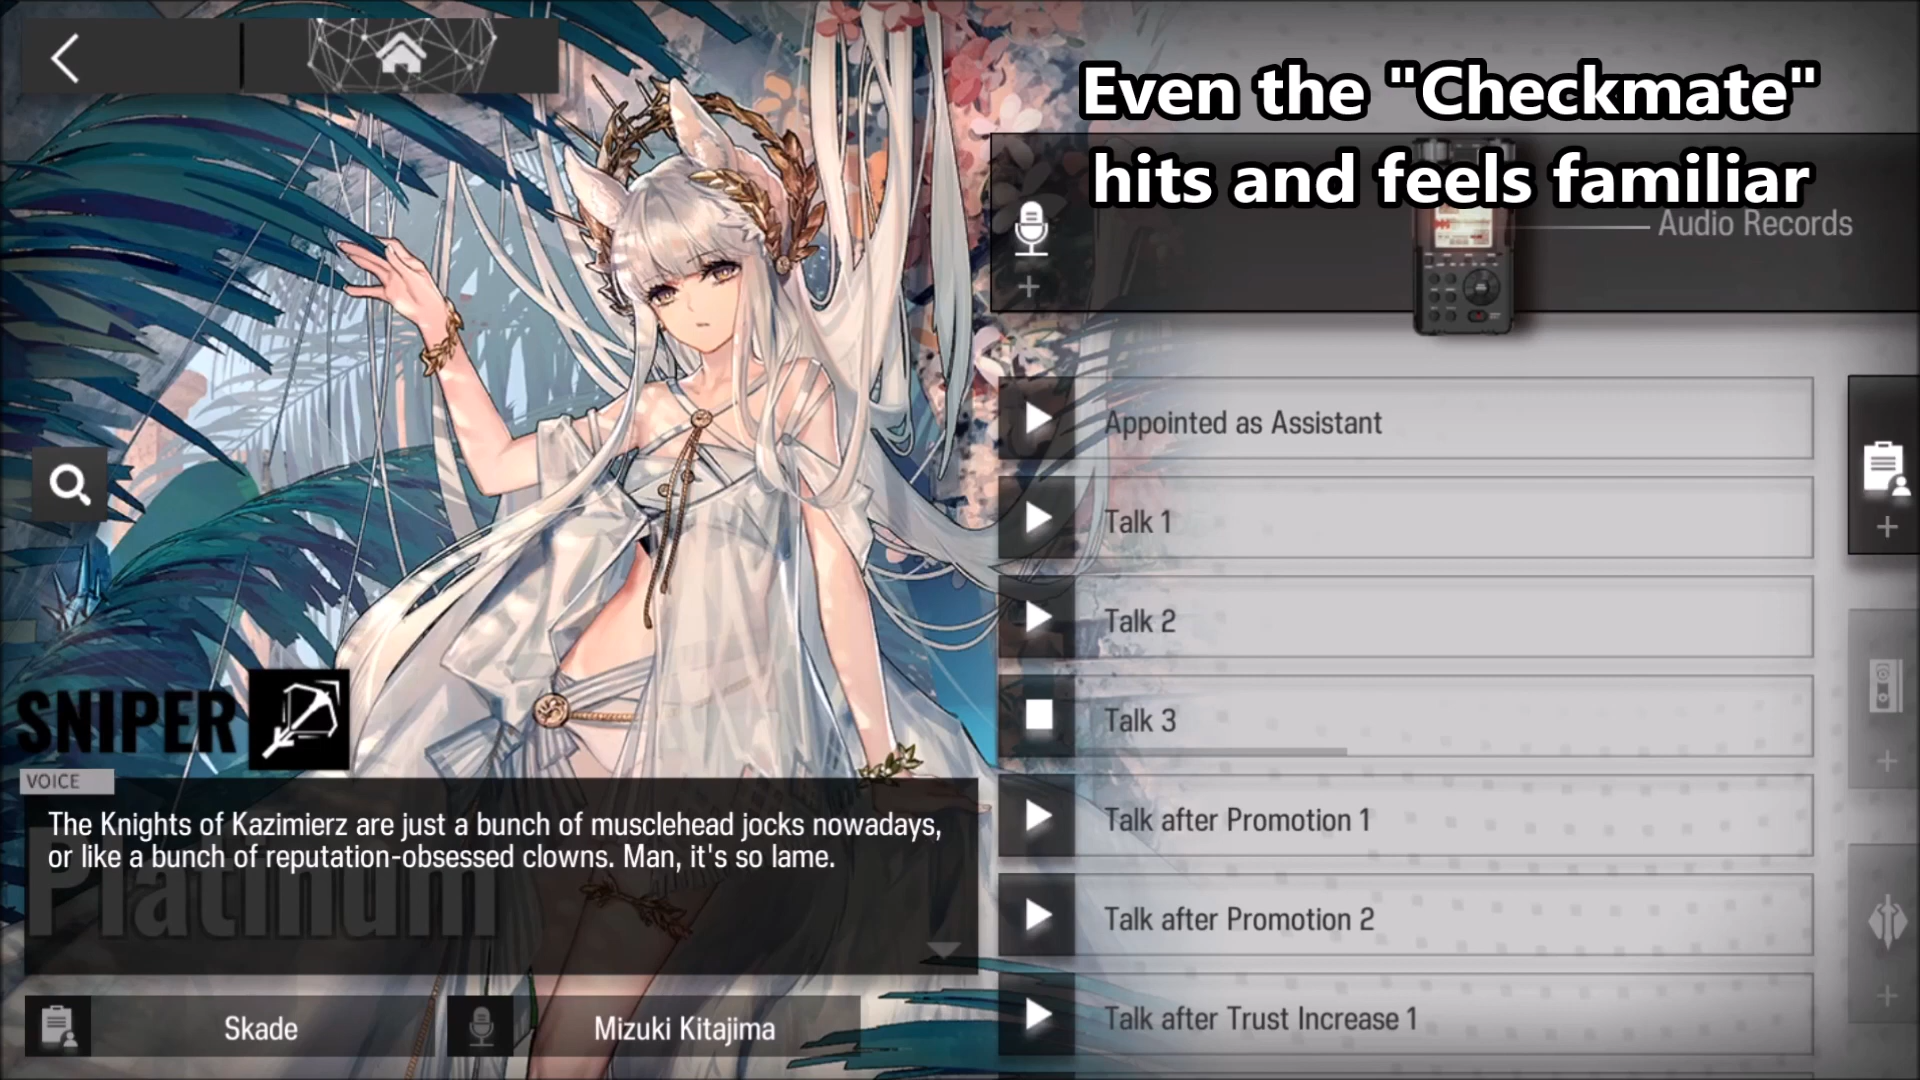 Even the "Checkmate"
hits and feels familiar
Audio Records
Appointed as Assistant
Talk 1
Talk 2
Talk 3
Talk after Promotion 1
Talk after Promotion 2
Talk after Trust Increase 1
SNIPER
VOICE
The Knights of Kazimierz are just a bunch of musclehead jocks nowadays,
or like a bunch of reputation-obsessed clowns. Man, it's so lame.
Platinum
Skade
Mizuki Kitajima